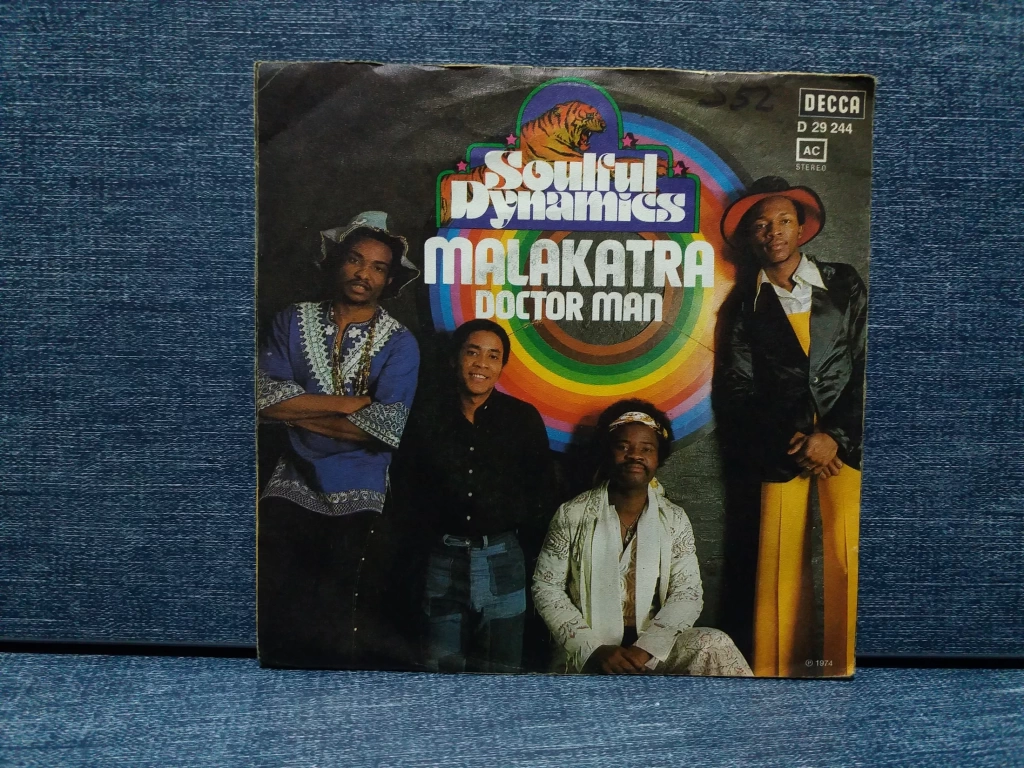 S52
DECCA
D 29 244
AC
STEREO
Soulful
Dynamics
MALAKATRA
DOCTOR MAN
℗ 1974